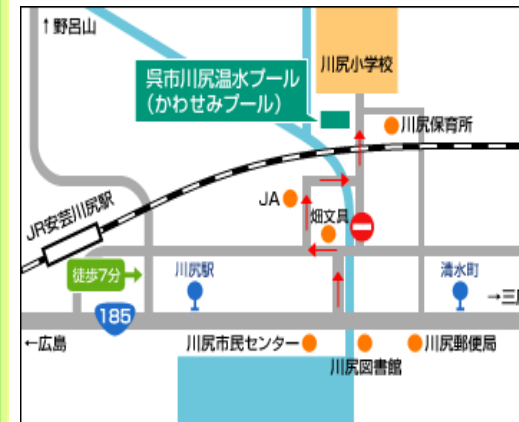 ↑野呂山
川尻小学校
呉市川尻温水プール
(かわせみプール)
川尻保育所
JA
畑文具
JR安芸川尻駅
徒歩7分→
川尻駅
清水町
→三
185
←広島
川尻市民センター
川尻図書館
川尻郵便局